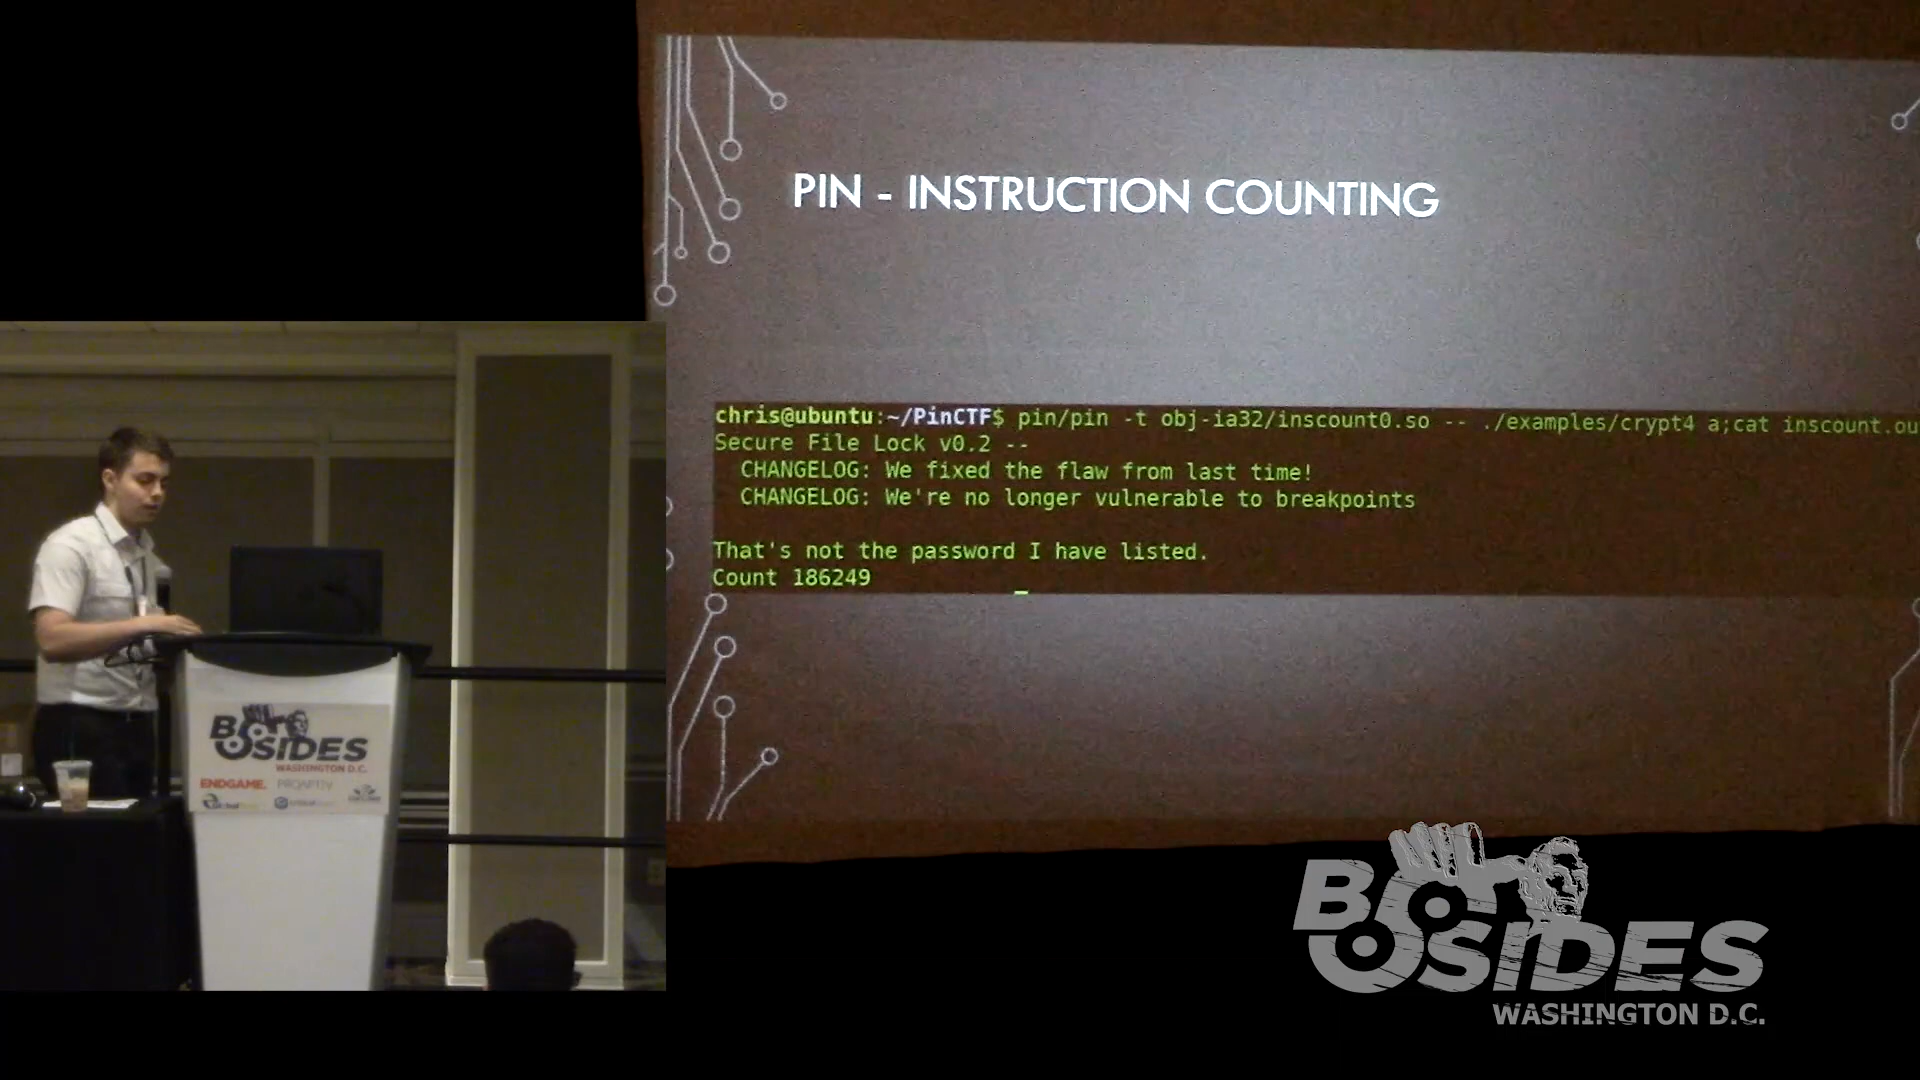 PIN - INSTRUCTION COUNTING
chris@ubuntu:~/PinCTF$ pin/pin -t obj-ia32/inscount0.so -- ./examples/crypt4 a;cat inscount.ou
Secure File Lock v0.2 --
CHANGELOG: We fixed the flaw from last time!
CHANGELOG: We're no longer vulnerable to breakpoints
That's not the password I have listed.
Count 186249
BSIDES
WASHINGTON D.C.
ENDGAME.
BSIDES
WASHINGTON D.C.